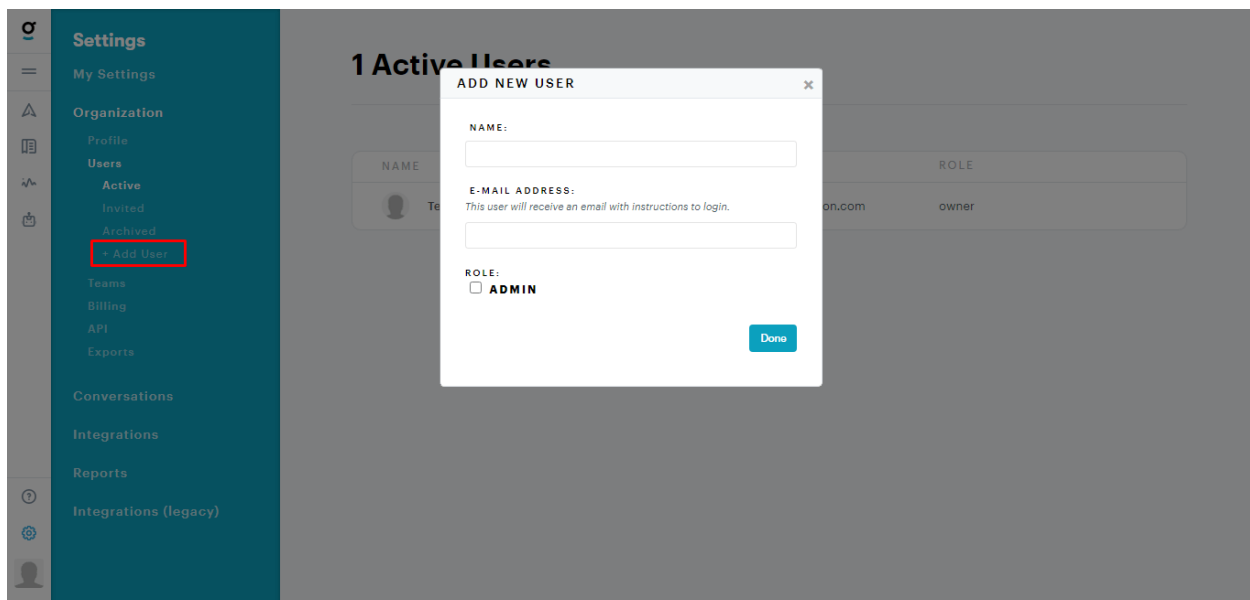 g
Settings
My Settings
Organization
Profile
Users
Active
Invited
Archived
+ Add User
Teams
Billing
API
Exports
Conversations
Integrations
Reports
Integrations (legacy)
1 Active Users
NAME
ROLE
Te
on.com
owner
ADD NEW USER
×
NAME:
E-MAIL ADDRESS:
This user will receive an email with instructions to login.
ROLE:
ADMIN
Done